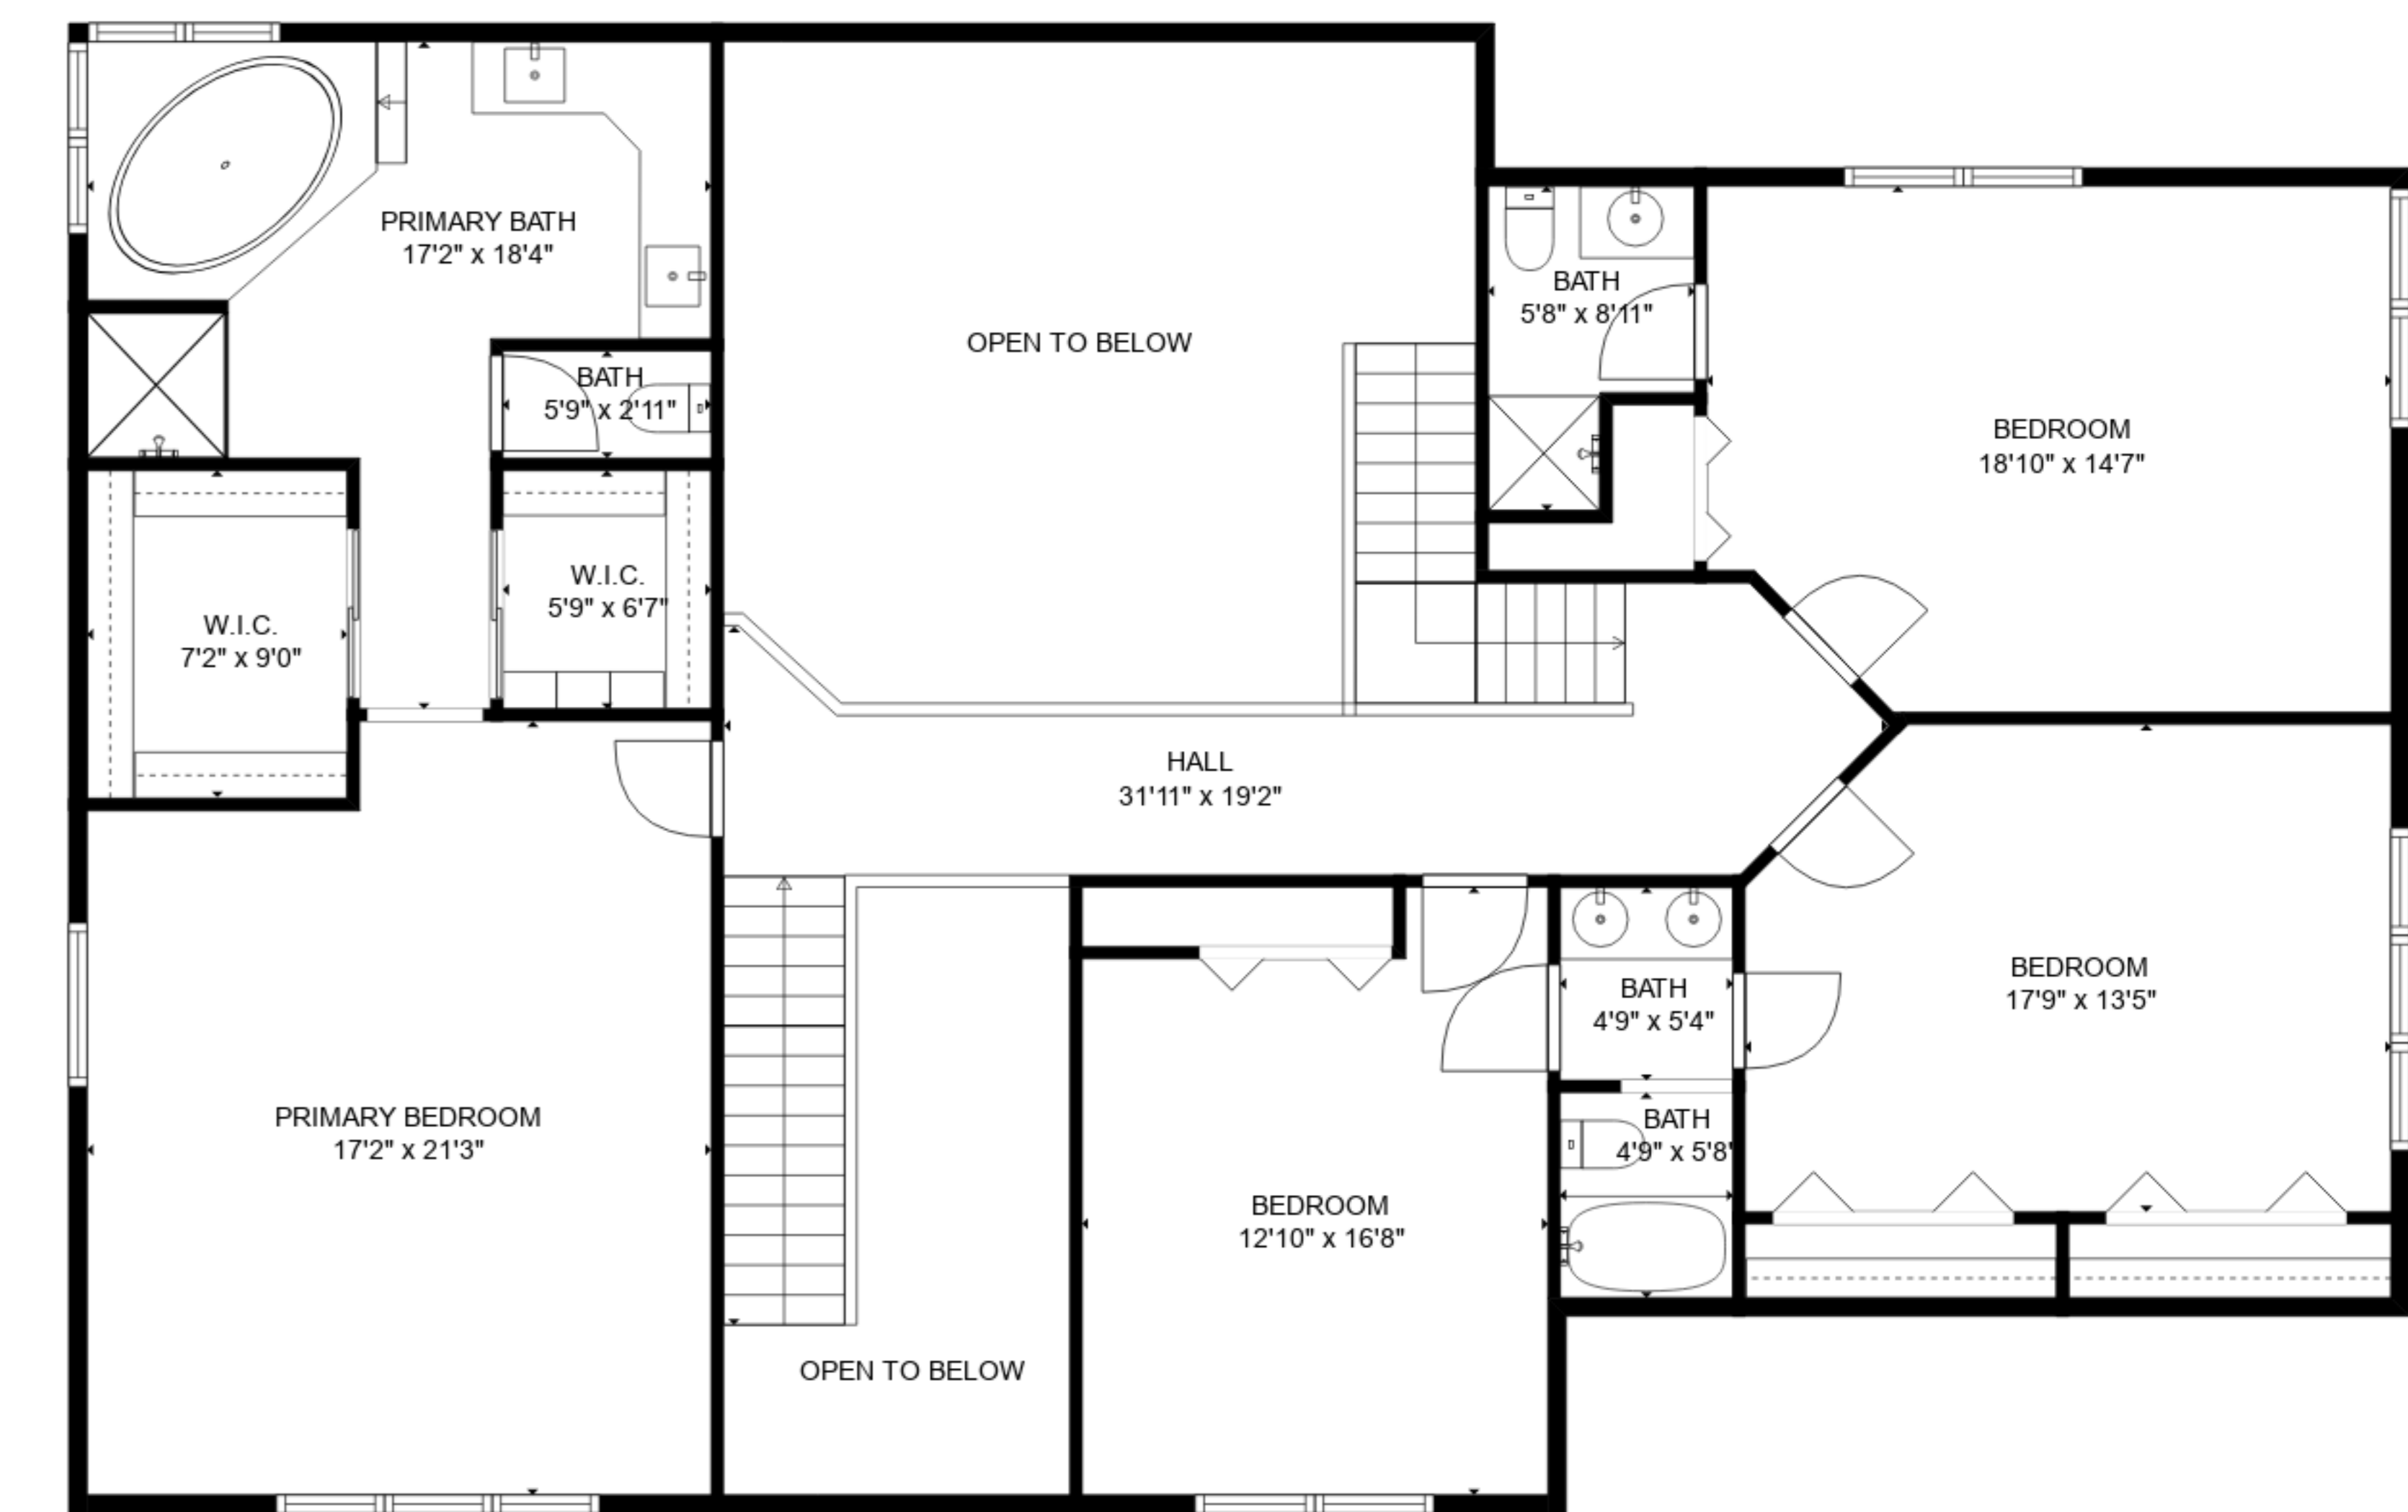 PRIMARY BATH
17'2" x 18'4"
BATH
5'9" x 2'11"
W.I.C.
5'9" x 6'7"
W.I.C.
7'2" x 9'0"
OPEN TO BELOW
BATH
5'8" x 8'11"
BEDROOM
18'10" x 14'7"
HALL
31'11" x 19'2"
PRIMARY BEDROOM
17'2" x 21'3"
OPEN TO BELOW
BEDROOM
12'10" x 16'8"
BATH
4'9" x 5'4"
BATH
4'9" x 5'8"
BEDROOM
17'9" x 13'5"